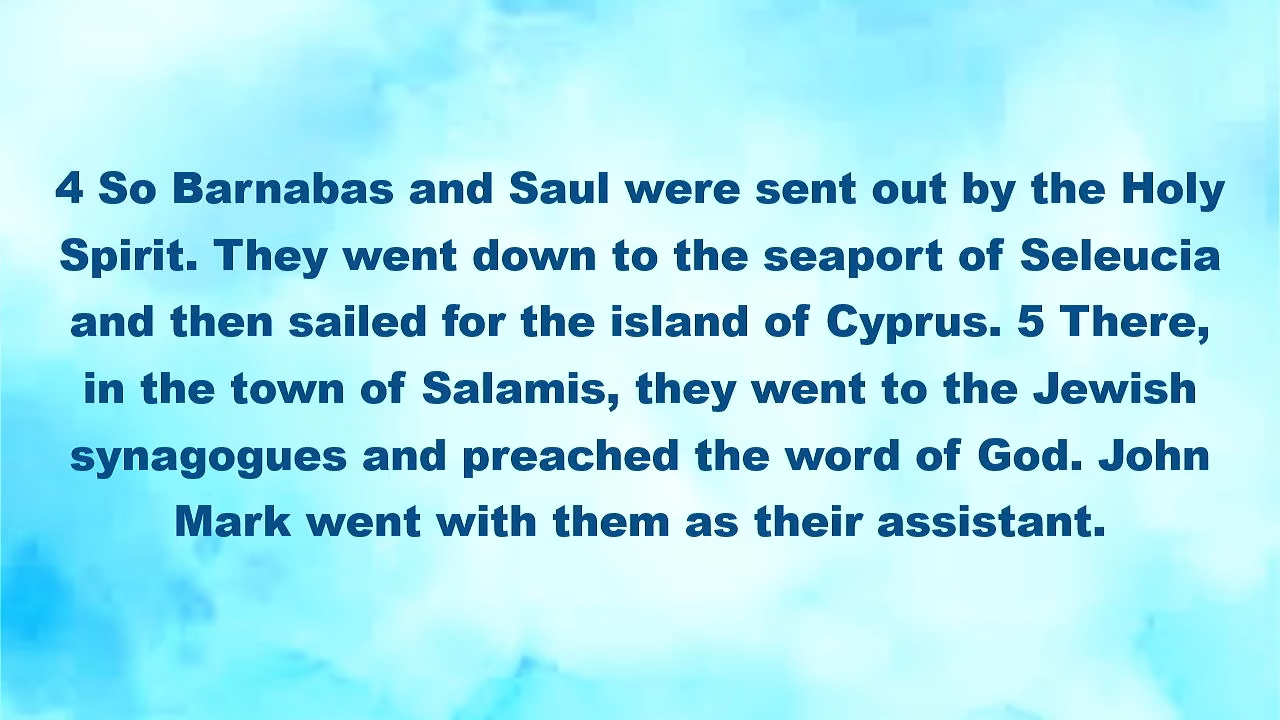 4 So Barnabas and Saul were sent out by the Holy
Spirit. They went down to the seaport of Seleucia
and then sailed for the island of Cyprus. 5 There,
in the town of Salamis, they went to the Jewish
synagogues and preached the word of God. John
Mark went with them as their assistant.